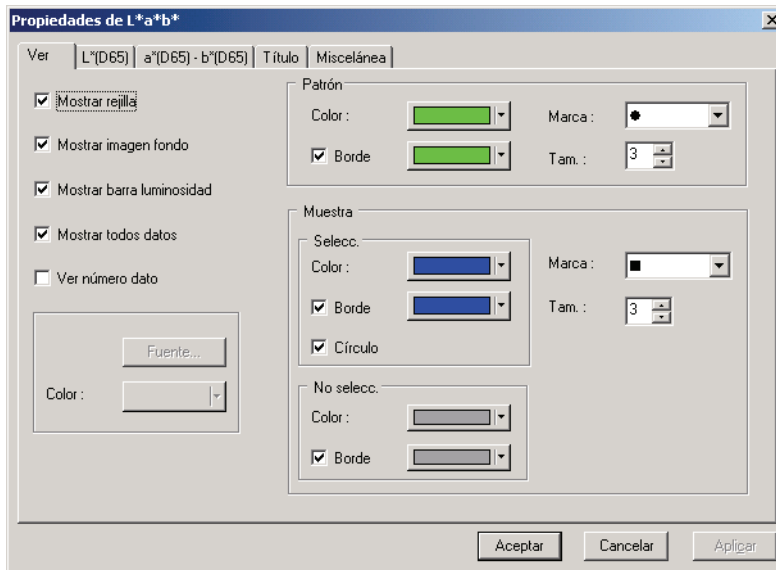 Propiedades de L*a*b*
Ver
L*(D65)
a*(D65) - b*(D65)
Título
Miscelánea
Mostrar rejilla
Mostrar imagen fondo
Mostrar barra luminosidad
Mostrar todos datos
Ver número dato
Fuente...
Color :
Patrón
Color :
Borde
Marca :
Tam. :
3
Muestra
Selecc.
Color :
Borde
Círculo
Marca :
Tam. :
3
No selecc.
Color :
Borde
Aceptar
Cancelar
Aplicar